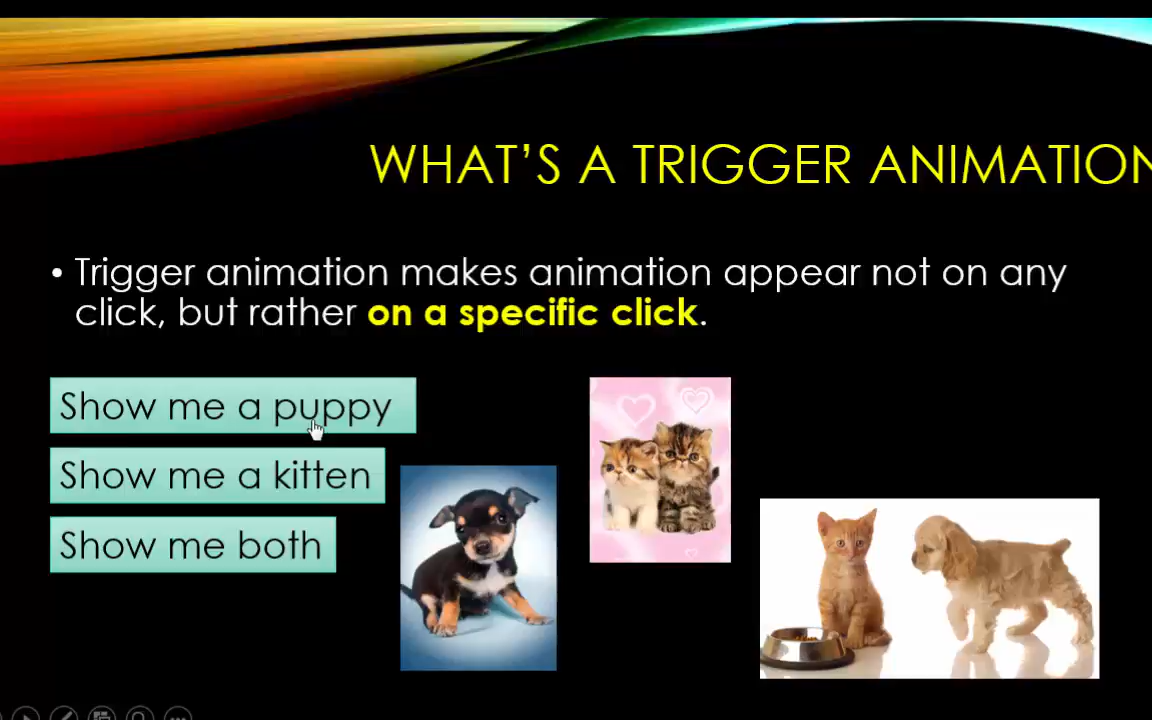 WHAT'S A TRIGGER ANIMATION
• Trigger animation makes animation appear not on any
click, but rather on a specific click.
Show me a puppy
Show me a kitten
Show me both